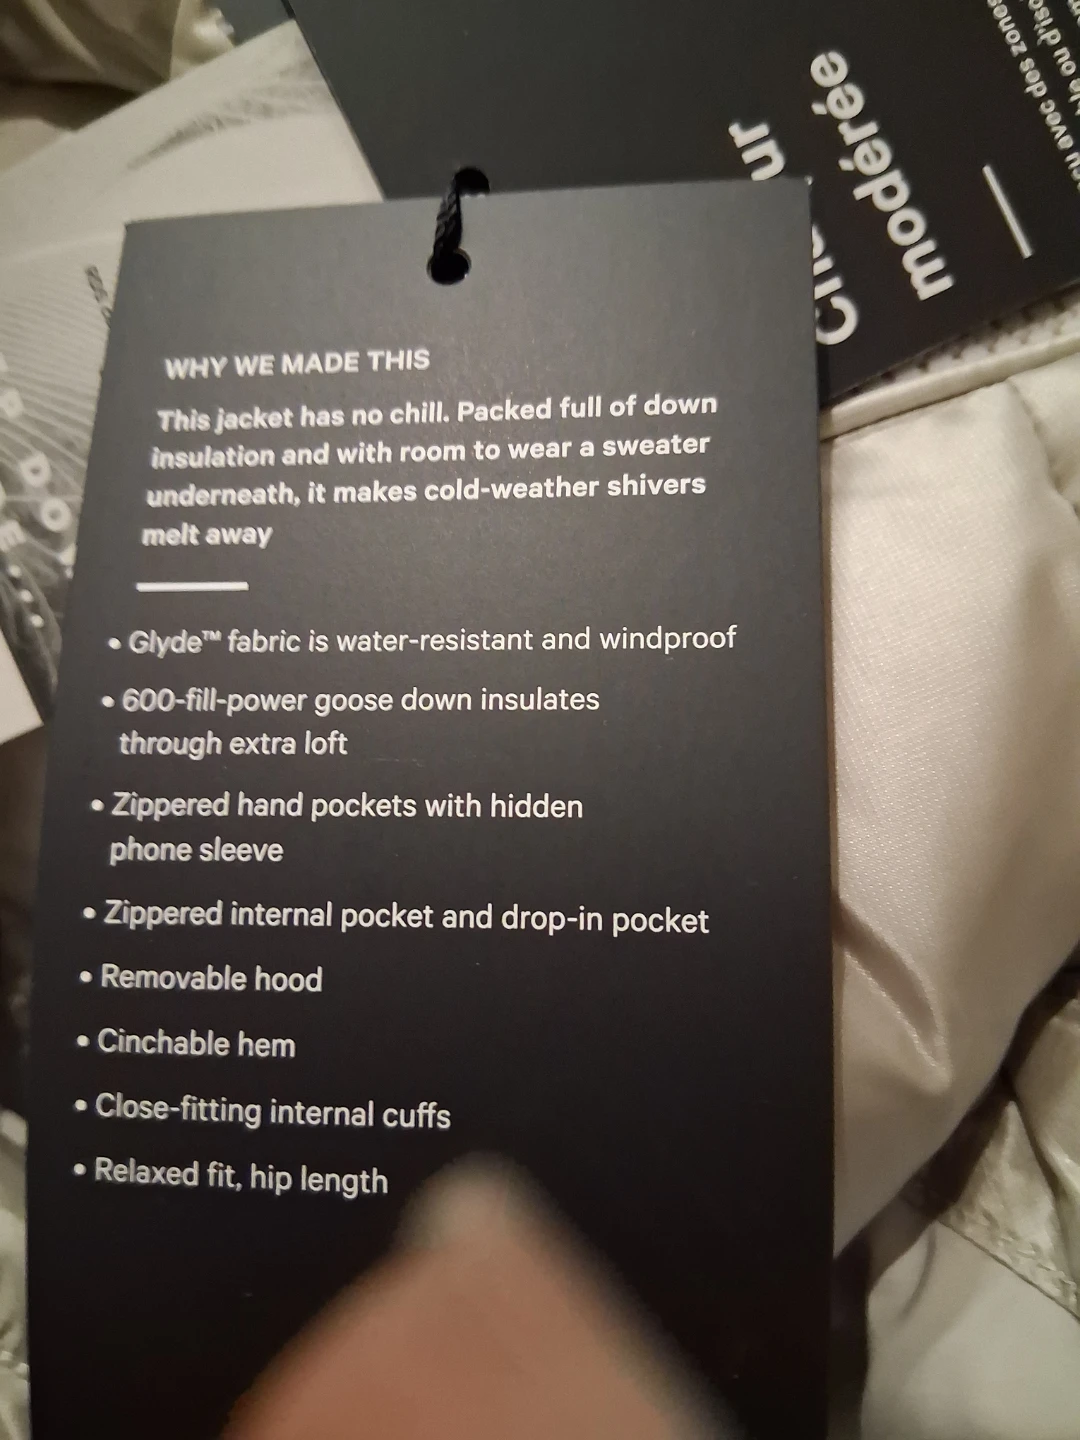 WHY WE MADE THIS
This jacket has no chill. Packed full of down
insulation and with room to wear a sweater
underneath, it makes cold-weather shivers
melt away
• Glyde™ fabric is water-resistant and windproof
• 600-fill-power goose down insulates
through extra loft
• Zippered hand pockets with hidden
phone sleeve
• Zippered internal pocket and drop-in pocket
• Removable hood
• Cinchable hem
• Close-fitting internal cuffs
• Relaxed fit, hip length
modérée
avec des zones